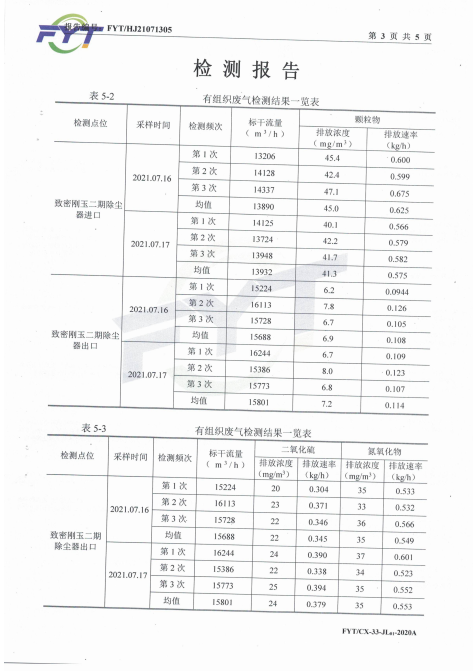 FYT
报告编号：FYT/HJ21071305
第 3 页 共 5 页
检测报告
表 5-2 有组织废气检测结果一览表
检测点位 采样时间 检测频次 标干流量（m³/h） 颗粒物
排放浓度（mg/m³） 排放速率（kg/h）
致密刚玉二期除尘器进口 2021.07.16 第 1 次 13206 45.4 0.600
第 2 次 14128 42.4 0.599
第 3 次 14337 47.1 0.675
均值 13890 45.0 0.625
2021.07.17 第 1 次 14125 40.1 0.566
第 2 次 13724 42.2 0.579
第 3 次 13948 41.7 0.582
均值 13932 41.3 0.575
致密刚玉二期除尘器出口 2021.07.16 第 1 次 15224 6.2 0.0944
第 2 次 16113 7.8 0.126
第 3 次 15728 6.7 0.105
均值 15688 6.9 0.108
2021.07.17 第 1 次 16244 6.7 0.109
第 2 次 15386 8.0 0.123
第 3 次 15773 6.8 0.107
均值 15801 7.2 0.114
表 5-3 有组织废气检测结果一览表
检测点位 采样时间 检测频次 标干流量（m³/h） 二氧化硫 氮氧化物
排放浓度（mg/m³） 排放速率（kg/h） 排放浓度（mg/m³） 排放速率（kg/h）
致密刚玉二期除尘器出口 2021.07.16 第 1 次 15224 20 0.304 35 0.533
第 2 次 16113 23 0.371 33 0.532
第 3 次 15728 22 0.346 36 0.566
均值 15688 22 0.345 35 0.549
2021.07.17 第 1 次 16244 24 0.390 37 0.601
第 2 次 15386 22 0.338 34 0.523
第 3 次 15773 25 0.394 35 0.552
均值 15801 24 0.379 35 0.553
FYT/CX-33-JL01-2020A
FYT